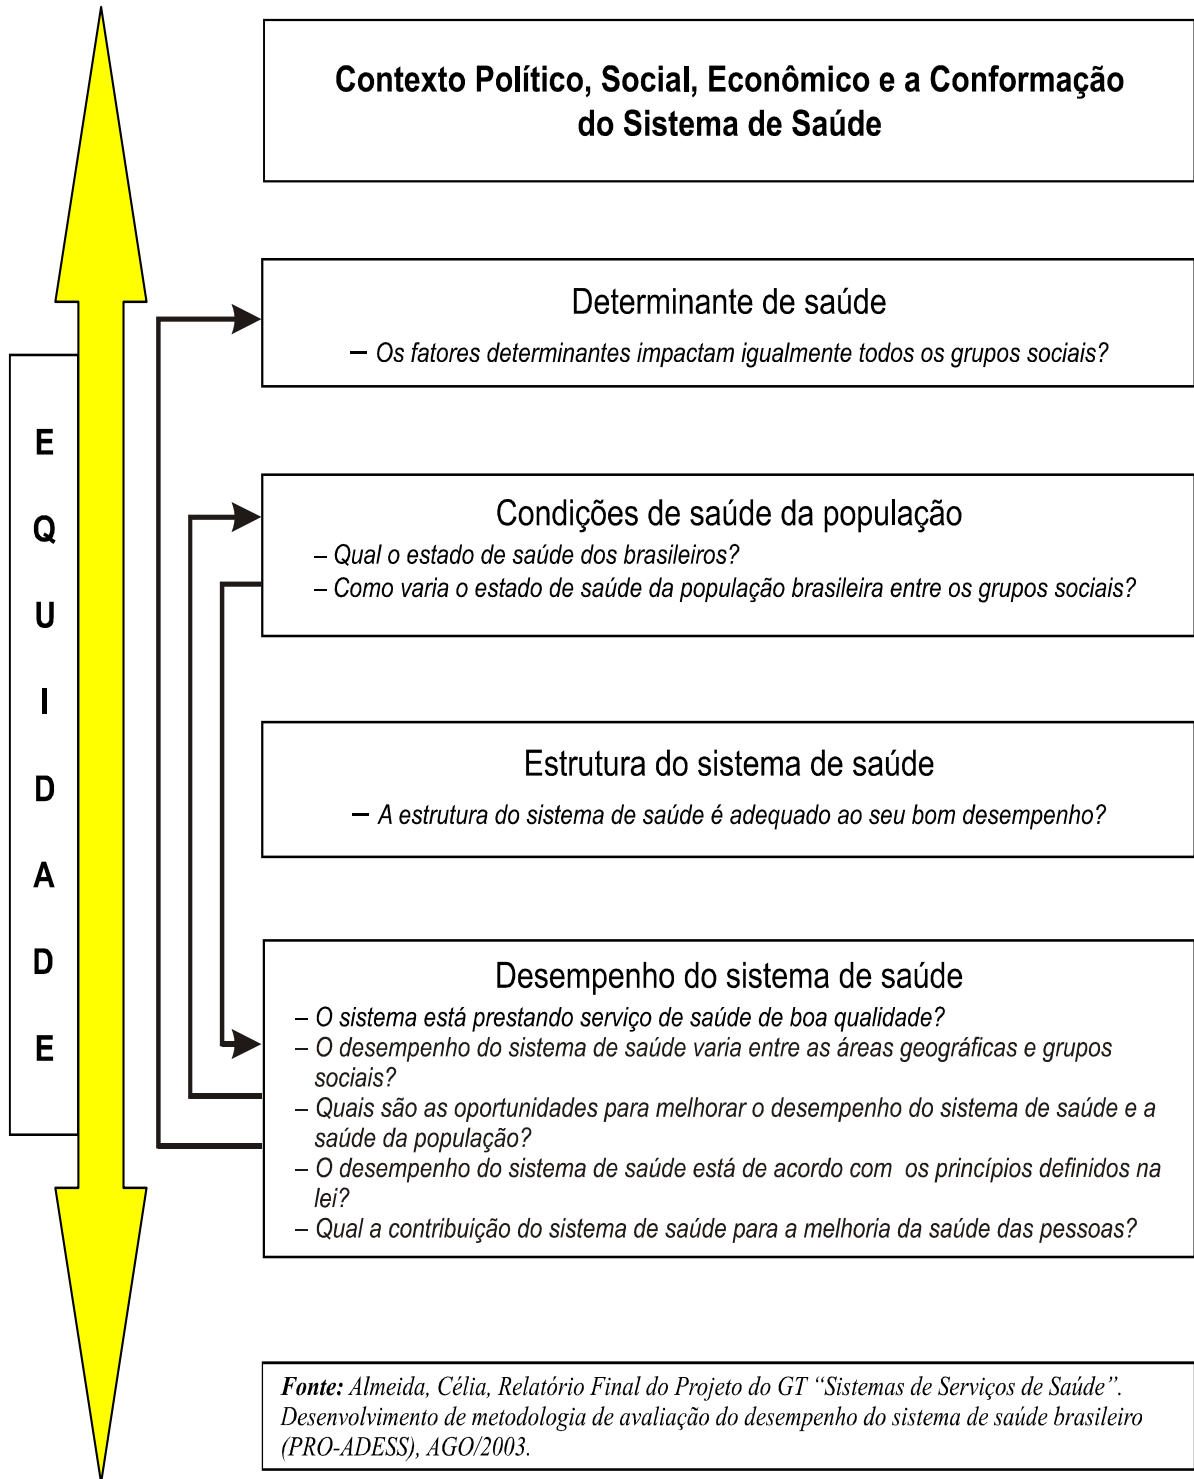 Contexto Político, Social, Econômico e a Conformação
do Sistema de Saúde
Determinante de saúde
– Os fatores determinantes impactam igualmente todos os grupos sociais?
EQUIDADE
Condições de saúde da população
– Qual o estado de saúde dos brasileiros?
– Como varia o estado de saúde da população brasileira entre os grupos sociais?
Estrutura do sistema de saúde
– A estrutura do sistema de saúde é adequado ao seu bom desempenho?
Desempenho do sistema de saúde
– O sistema está prestando serviço de saúde de boa qualidade?
– O desempenho do sistema de saúde varia entre as áreas geográficas e grupos
sociais?
– Quais são as oportunidades para melhorar o desempenho do sistema de saúde e a
saúde da população?
– O desempenho do sistema de saúde está de acordo com os princípios definidos na
lei?
– Qual a contribuição do sistema de saúde para a melhoria da saúde das pessoas?
Fonte: Almeida, Célia, Relatório Final do Projeto do GT “Sistemas de Serviços de Saúde”.
Desenvolvimento de metodologia de avaliação do desempenho do sistema de saúde brasileiro
(PRO-ADESS), AGO/2003.